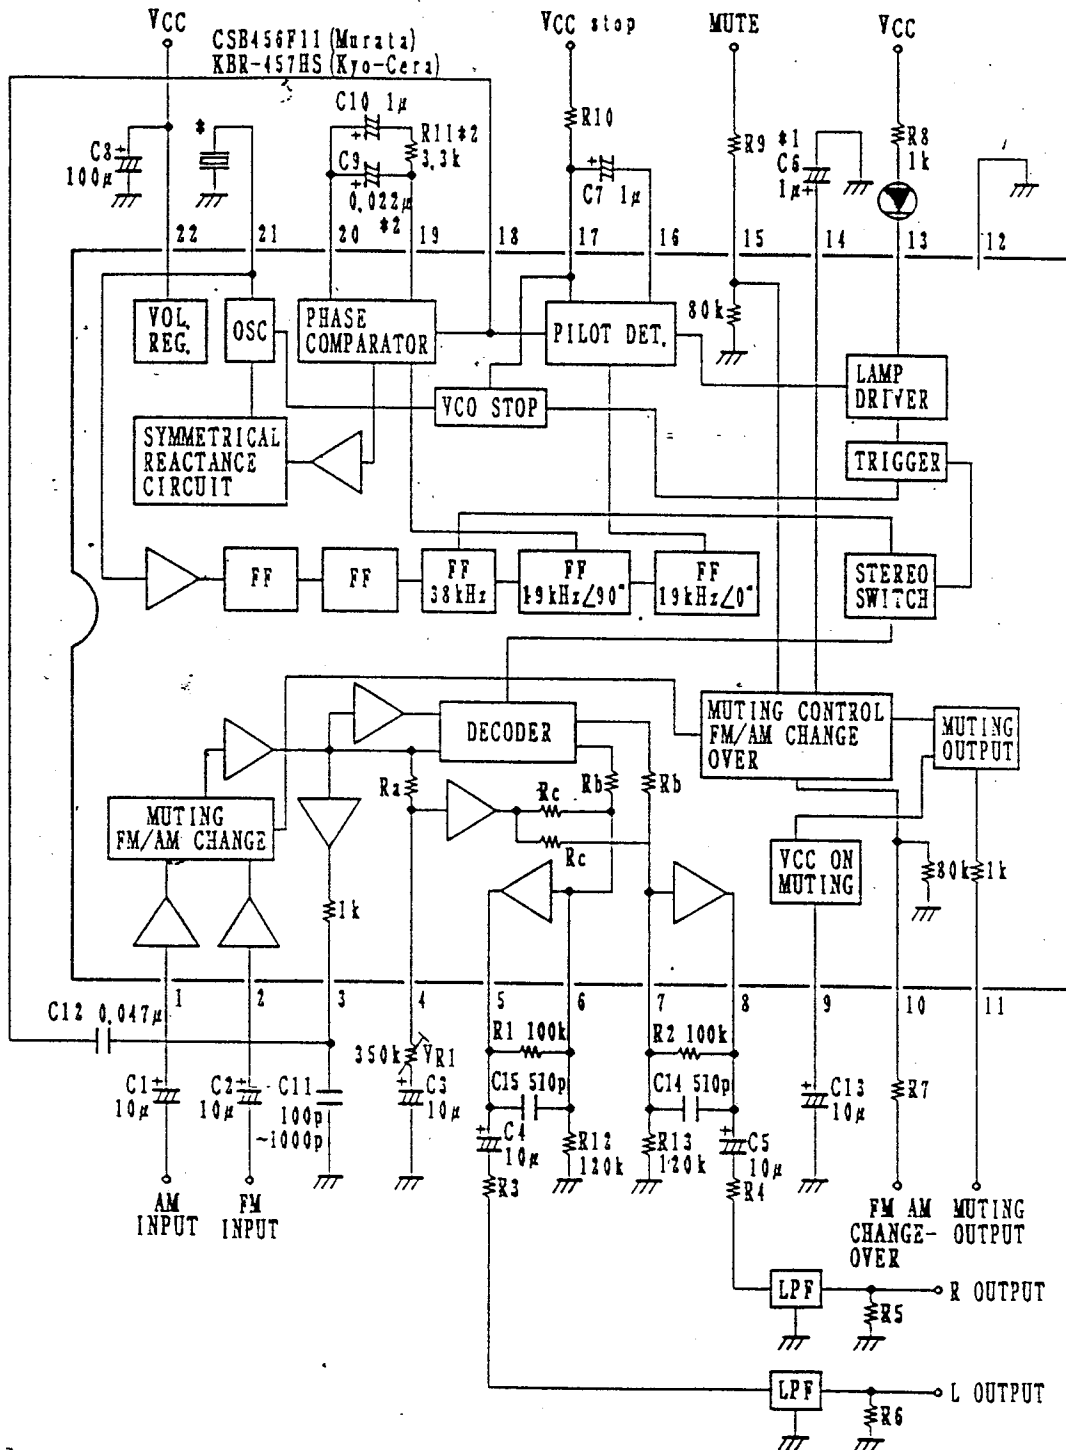 VCC
VCC stop
MUTE
VCC
CSB456F11 (Murata)
KBR-457HS (Kyo-Cera)
C10 1μ
R11*2
3.3k
C9
0.022μ
*2
*
C8
100μ
R10
C7 1μ
R9
*1
C6
1μ
R8
1k
22
21
20
19
18
17
16
15
14
13
12
80k
VOL.
REG.
OSC
PHASE
COMPARATOR
PILOT DET.
LAMP
DRIVER
VCO STOP
SYMMETRICAL
REACTANCE
CIRCUIT
TRIGGER
FF
FF
FF
38kHz
FF
19kHz∠90°
FF
19kHz∠0°
STEREO
SWITCH
DECODER
MUTING CONTROL
FM/AM CHANGE
OVER
MUTING
OUTPUT
Ra
Rb
Rb
Rc
Rc
MUTING
FM/AM CHANGE
VCC ON
MUTING
80k
1k
1k
1
2
3
4
5
6
7
8
9
10
11
C12 0.047μ
R1 100k
R2 100k
350k
VR1
C1
10μ
C2
10μ
C11
100p
~1000p
C3
10μ
C15 510p
C14 510p
C13
10μ
R7
C4
10μ
R12
120k
R13
120k
C5
10μ
R3
R4
AM
INPUT
FM
INPUT
FM AM
CHANGE-
OVER
MUTING
OUTPUT
LPF
R OUTPUT
R5
LPF
L OUTPUT
R6